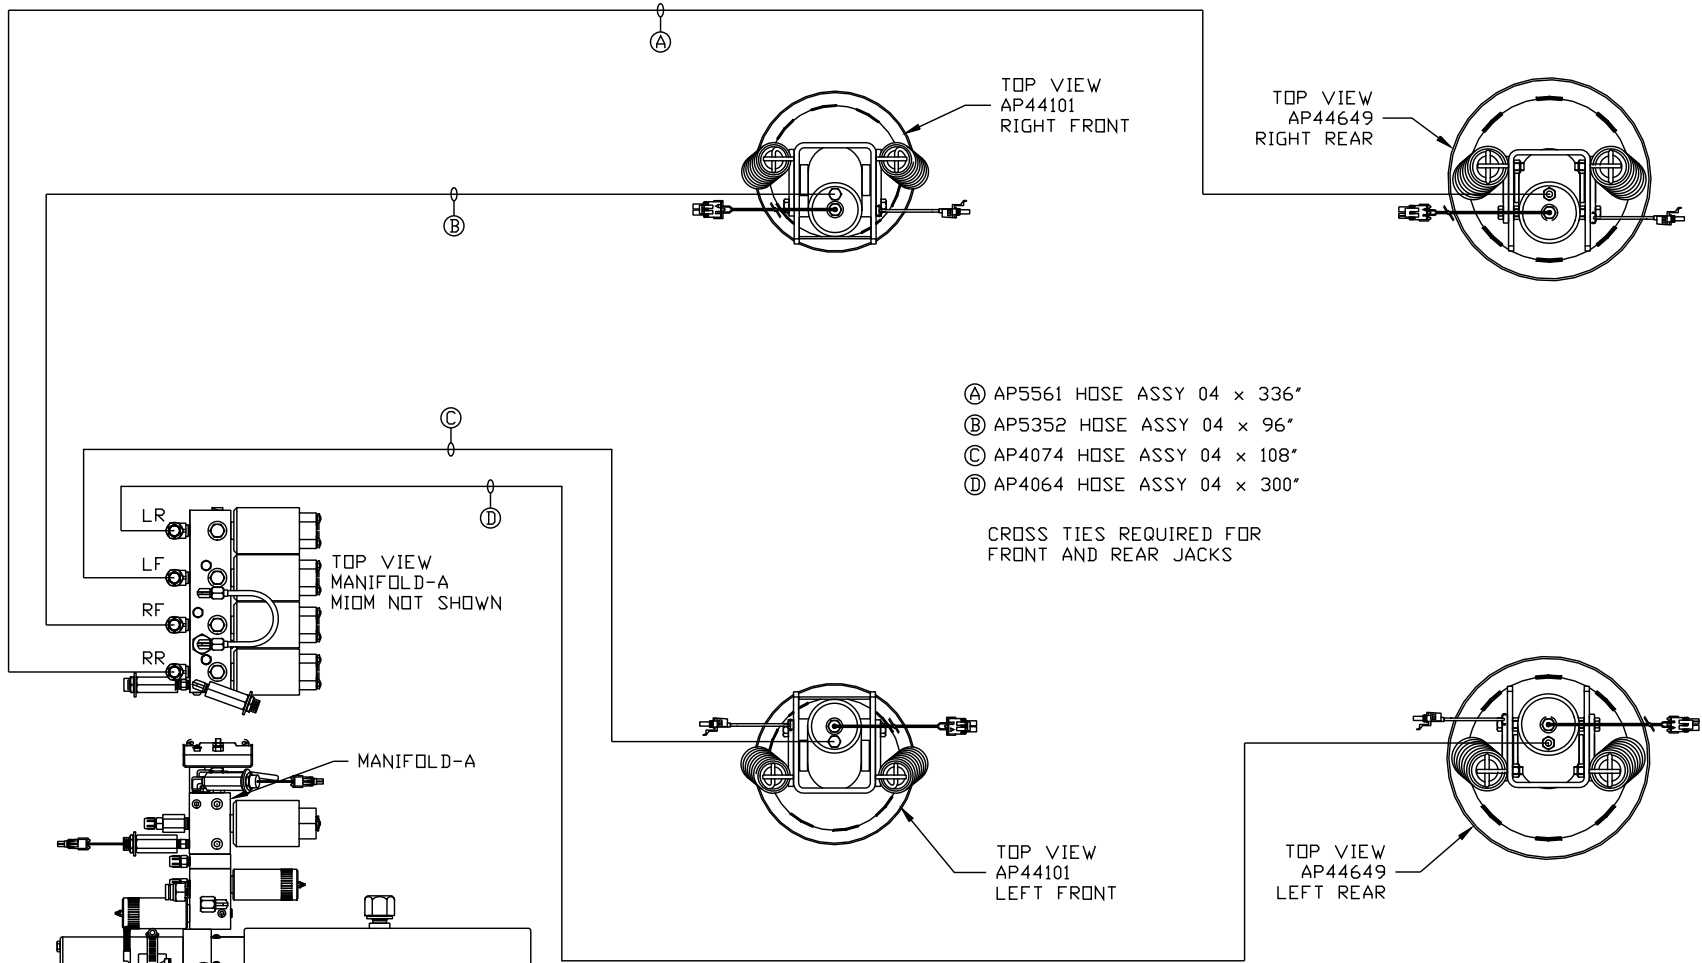 A
TOP VIEW
AP44101
RIGHT FRONT
TOP VIEW
AP44649
RIGHT REAR
B
A AP5561 HOSE ASSY 04 x 336"
B AP5352 HOSE ASSY 04 x 96"
C AP4074 HOSE ASSY 04 x 108"
D AP4064 HOSE ASSY 04 x 300"
CROSS TIES REQUIRED FOR
FRONT AND REAR JACKS
C
D
LR
LF
RF
RR
TOP VIEW
MANIFOLD-A
MIOM NOT SHOWN
MANIFOLD-A
TOP VIEW
AP44101
LEFT FRONT
TOP VIEW
AP44649
LEFT REAR